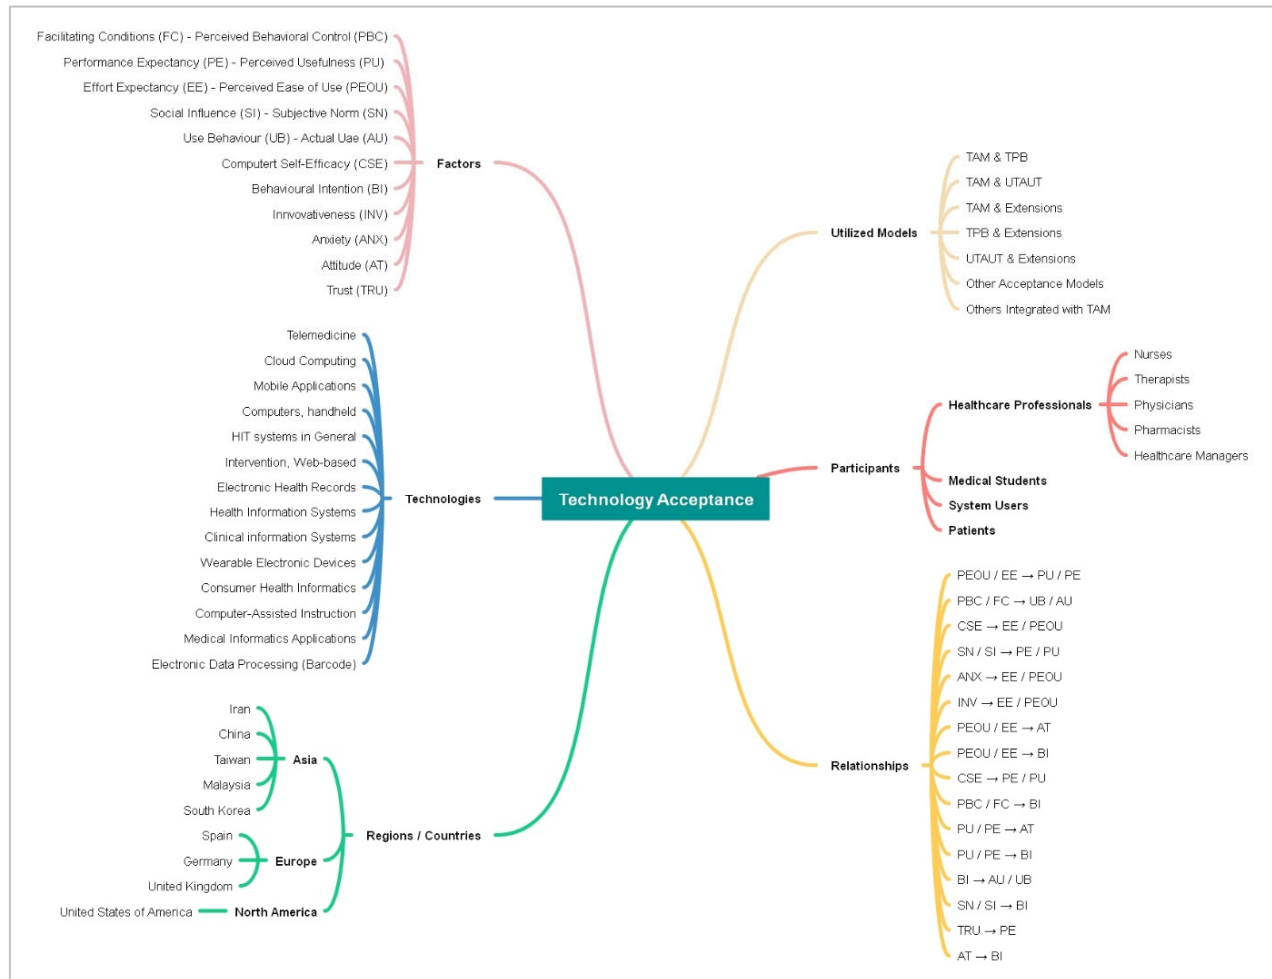 Facilitating Conditions (FC) - Perceived Behavioral Control (PBC)
Performance Expectancy (PE) - Perceived Usefulness (PU)
Effort Expectancy (EE) - Perceived Ease of Use (PEOU)
Social Influence (SI) - Subjective Norm (SN)
Use Behaviour (UB) - Actual Uae (AU)
Computert Self-Efficacy (CSE)
Behavioural Intention (BI)
Innvovativeness (INV)
Anxiety (ANX)
Attitude (AT)
Trust (TRU)
Factors
Telemedicine
Cloud Computing
Mobile Applications
Computers, handheld
HIT systems in General
Intervention, Web-based
Electronic Health Records
Health Information Systems
Clinical information Systems
Wearable Electronic Devices
Consumer Health Informatics
Computer-Assisted Instruction
Medical Informatics Applications
Electronic Data Processing (Barcode)
Technologies
Iran
China
Taiwan
Malaysia
South Korea
Asia
Spain
Germany
United Kingdom
Europe
United States of America
North America
Regions / Countries
Technology Acceptance
Utilized Models
TAM & TPB
TAM & UTAUT
TAM & Extensions
TPB & Extensions
UTAUT & Extensions
Other Acceptance Models
Others Integrated with TAM
Participants
Healthcare Professionals
Nurses
Therapists
Physicians
Pharmacists
Healthcare Managers
Medical Students
System Users
Patients
Relationships
PEOU / EE → PU / PE
PBC / FC → UB / AU
CSE → EE / PEOU
SN / SI → PE / PU
ANX → EE / PEOU
INV → EE / PEOU
PEOU / EE → AT
PEOU / EE → BI
CSE → PE / PU
PBC / FC → BI
PU / PE → AT
PU / PE → BI
BI → AU / UB
SN / SI → BI
TRU → PE
AT → BI